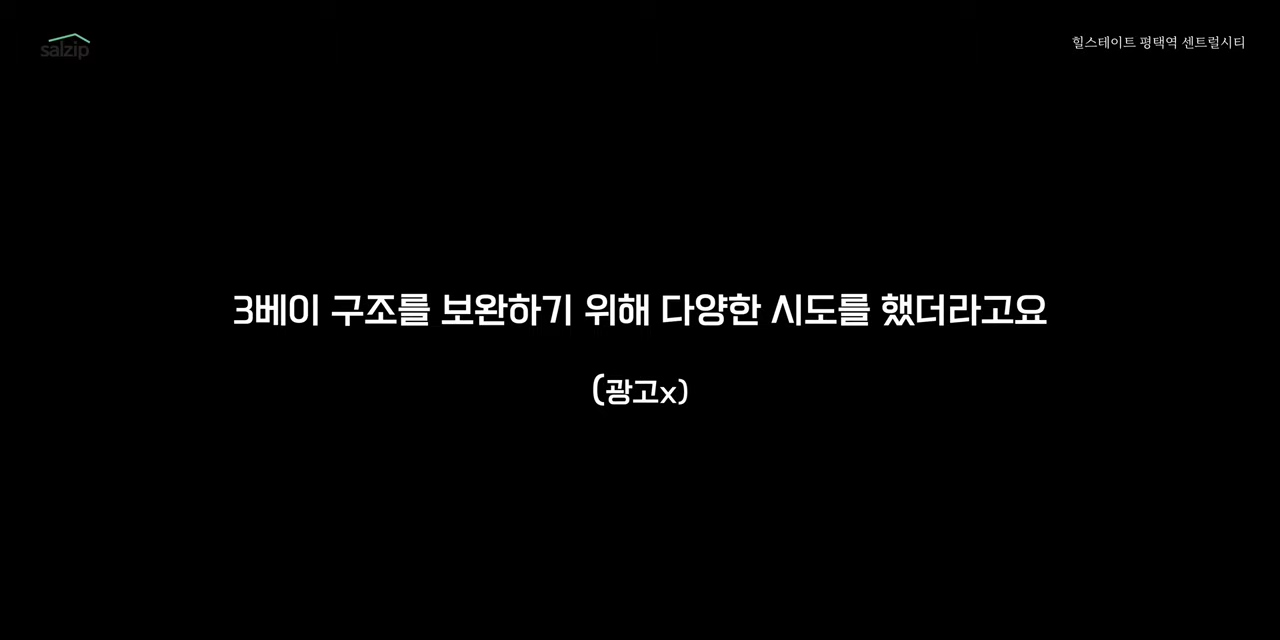 salzip
힐스테이트 평택역 센트럴시티
3베이 구조를 보완하기 위해 다양한 시도를 했더라고요
(광고x)